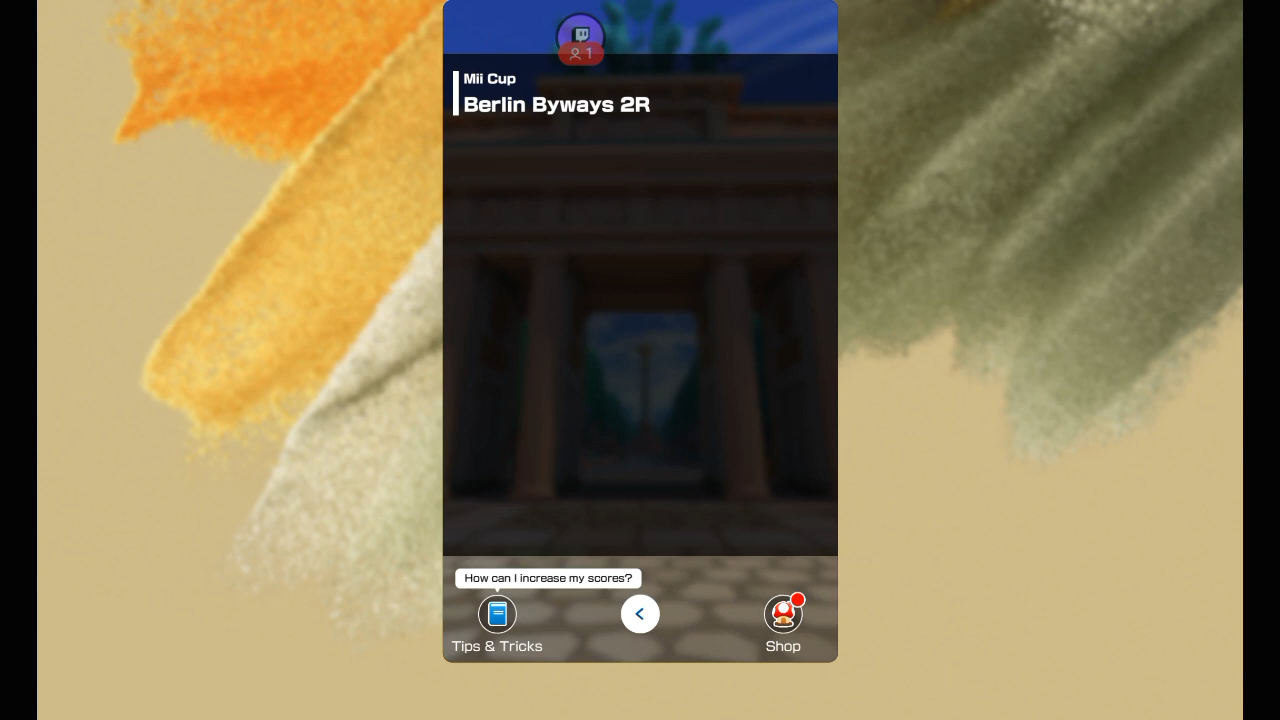 1
Mii Cup
Berlin Byways 2R
How can I increase my scores?
Tips & Tricks
Shop